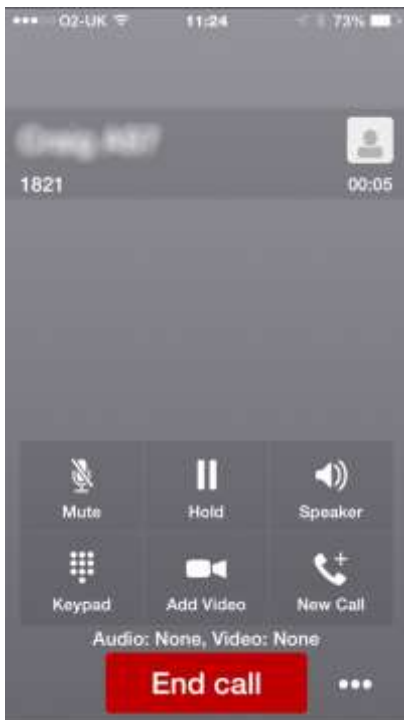 O2-UK 11:24 73%
1821 00:05
Mute Hold Speaker
Keypad Add Video New Call
Audio: None, Video: None
End call